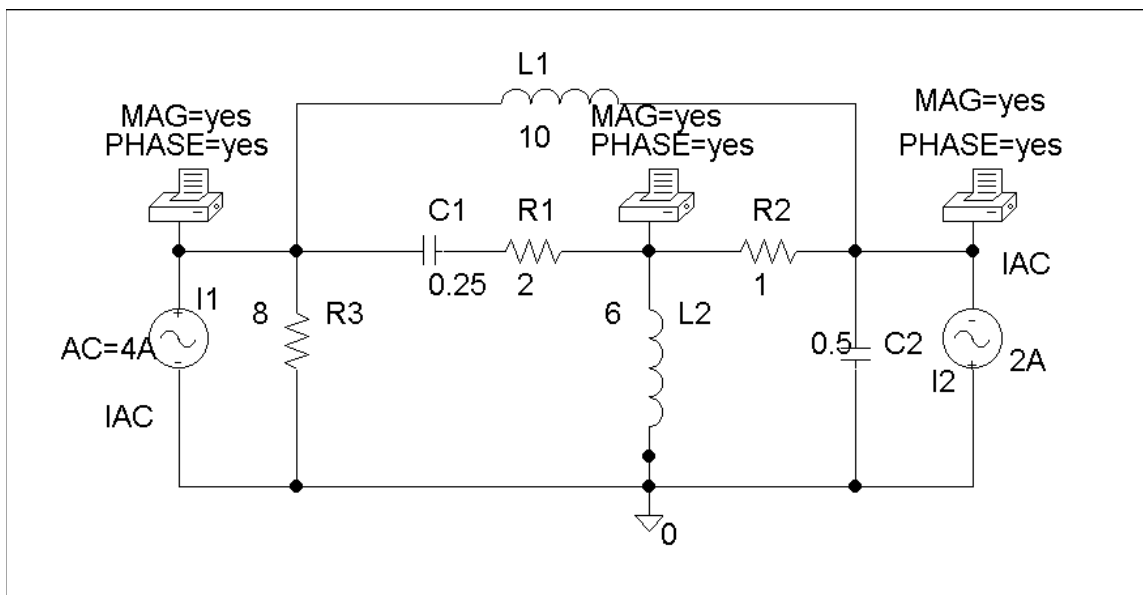 L1
MAG=yes
PHASE=yes
10
MAG=yes
PHASE=yes
MAG=yes
PHASE=yes
C1
R1
R2
0.25
2
1
IAC
I1
8
R3
6
L2
AC=4A
0.5
C2
I2
2A
IAC
0